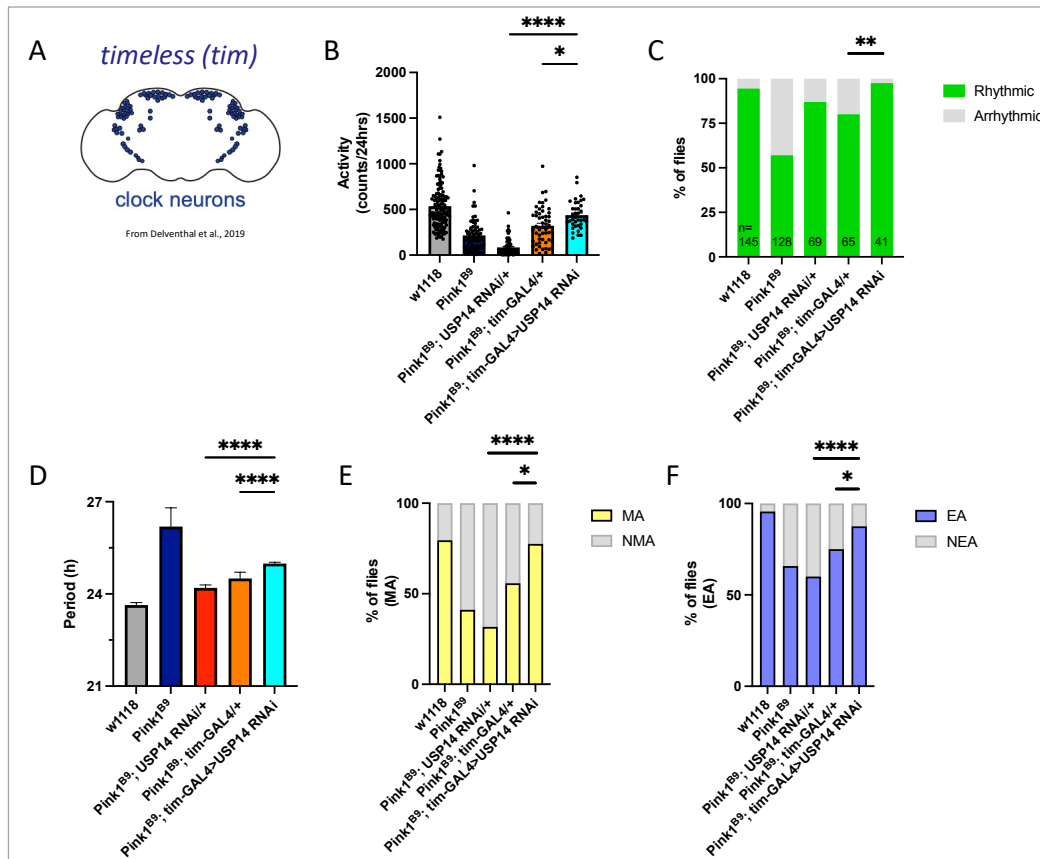 A
timeless (tim)
clock neurons
From Delventhal et al., 2019
B
****
*
Activity
(counts/24hrs)
2000
1500
1000
500
0
w1118
Pink1B9
Pink1B9; USP14 RNAi/+
Pink1B9; tim-GAL4/+
Pink1B9; tim-GAL4>USP14 RNAi
C
**
% of flies
100
75
50
25
0
n=
145
128
69
65
41
Rhythmic
Arrhythmic
w1118
Pink1B9
Pink1B9; USP14 RNAi/+
Pink1B9; tim-GAL4/+
Pink1B9; tim-GAL4>USP14 RNAi
D
****
****
Period (h)
27
24
21
w1118
Pink1B9
Pink1B9; USP14 RNAi/+
Pink1B9; tim-GAL4/+
Pink1B9; tim-GAL4>USP14 RNAi
E
****
*
% of flies
(MA)
100
50
0
MA
NMA
w1118
Pink1B9
Pink1B9; USP14 RNAi/+
Pink1B9; tim-GAL4/+
Pink1B9; tim-GAL4>USP14 RNAi
F
****
*
% of flies
(EA)
100
50
0
EA
NEA
w1118
Pink1B9
Pink1B9; USP14 RNAi/+
Pink1B9; tim-GAL4/+
Pink1B9; tim-GAL4>USP14 RNAi